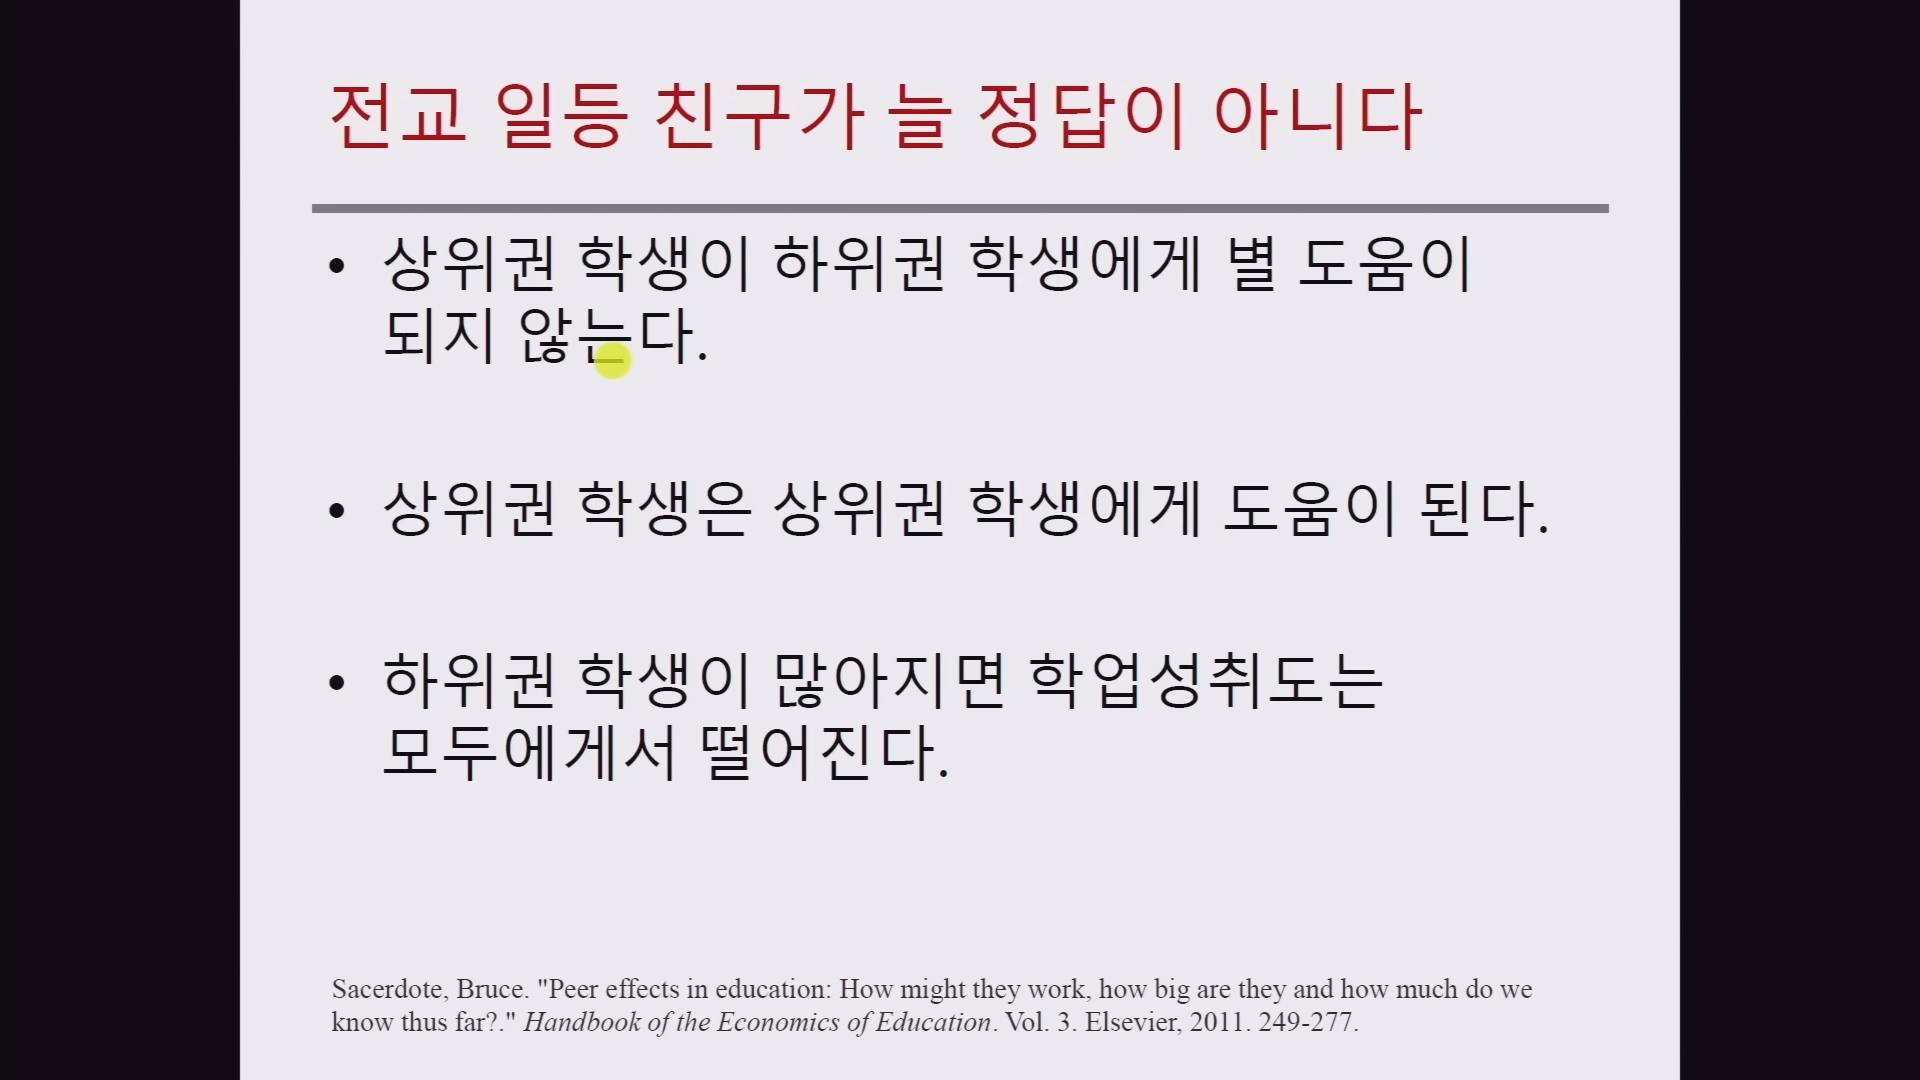 전교 일등 친구가 늘 정답이 아니다
• 상위권 학생이 하위권 학생에게 별 도움이
되지 않는다.
• 상위권 학생은 상위권 학생에게 도움이 된다.
• 하위권 학생이 많아지면 학업성취도는
모두에게서 떨어진다.
Sacerdote, Bruce. "Peer effects in education: How might they work, how big are they and how much do we
know thus far?." Handbook of the Economics of Education. Vol. 3. Elsevier, 2011. 249-277.